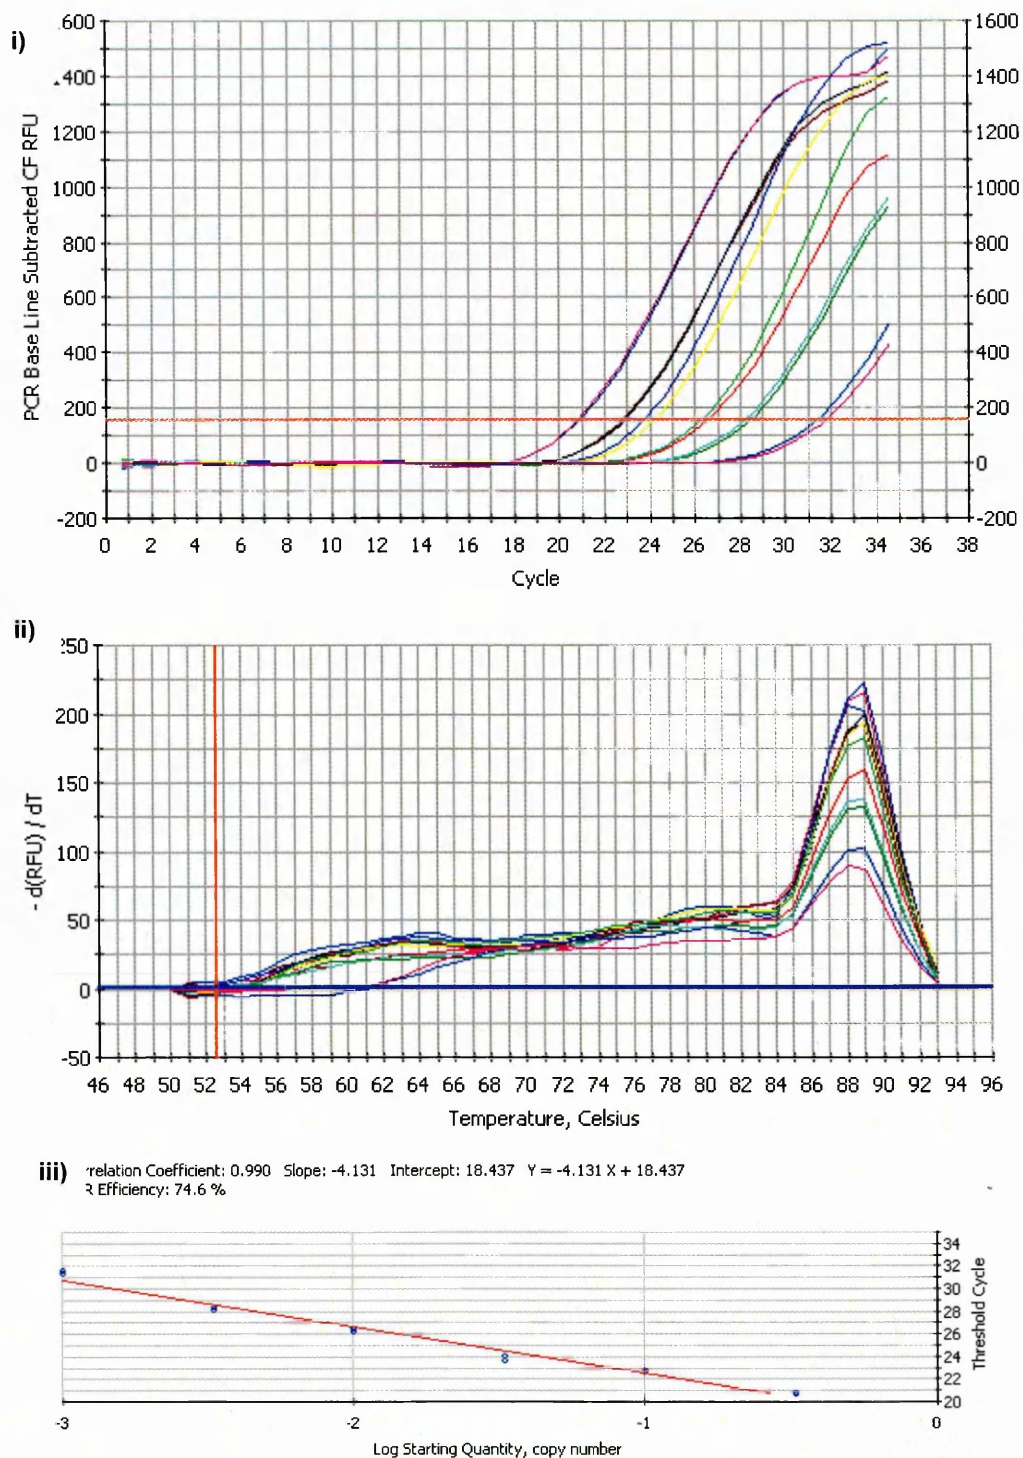 i)
600 1600
400 1400
1200 1200
1000 1000
800 800
600 600
400 400
200 200
0 0
-200 -200
PCR Base Line Subtracted CF RFU
0 2 4 6 8 10 12 14 16 18 20 22 24 26 28 30 32 34 36 38
Cycle
ii)
50
200
150
100
50
0
-50
- d(RFU) / dT
46 48 50 52 54 56 58 60 62 64 66 68 70 72 74 76 78 80 82 84 86 88 90 92 94 96
Temperature, Celsius
iii) rrelation Coefficient: 0.990 Slope: -4.131 Intercept: 18.437 Y = -4.131 X + 18.437
R Efficiency: 74.6 %
34
32
30
28
26
24
22
20
Threshold Cycle
-3 -2 -1 0
Log Starting Quantity, copy number